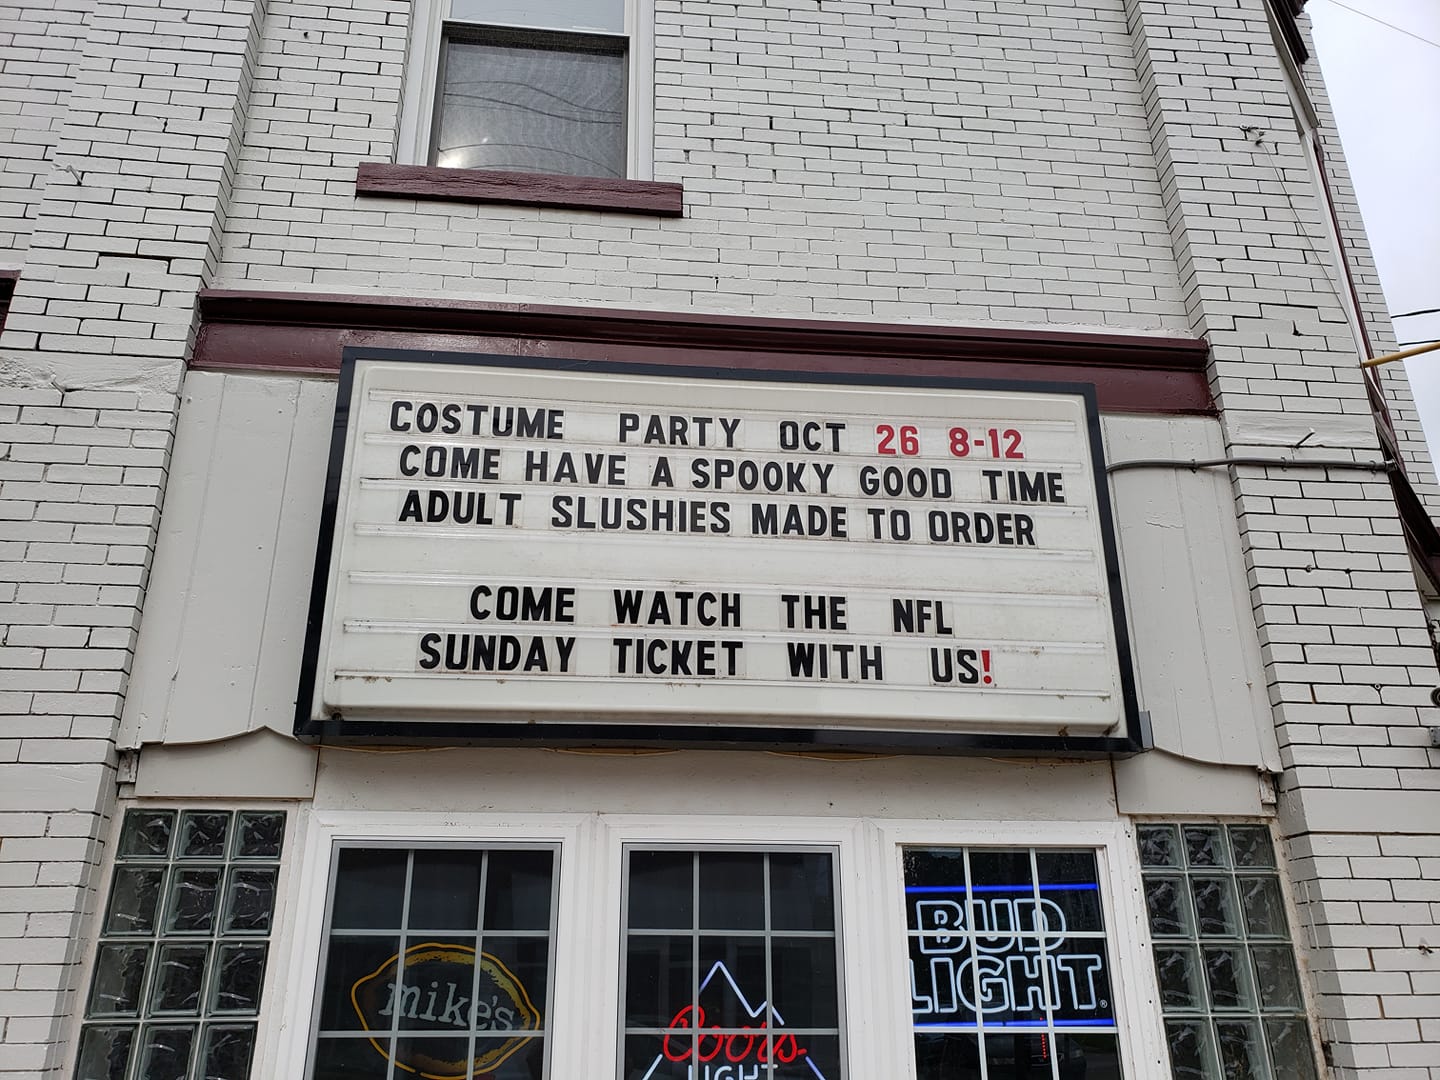 COSTUME PARTY OCT 26 8-12
COME HAVE A SPOOKY GOOD TIME
ADULT SLUSHIES MADE TO ORDER
COME WATCH THE NFL
SUNDAY TICKET WITH US!
mike's
Coors
LIGHT
BUD
LIGHT